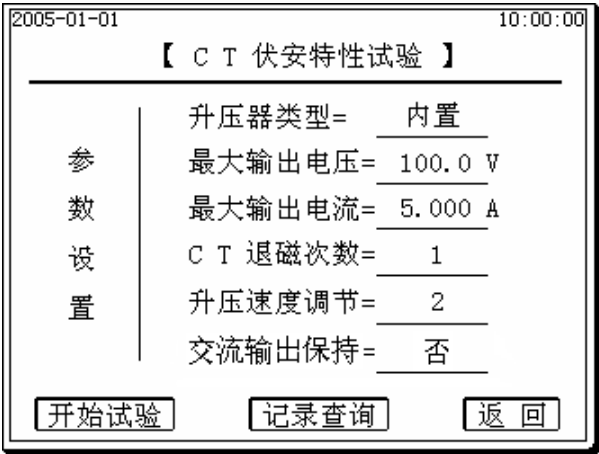 2005-01-01 10:00:00
【 C T 伏安特性试验 】
参数设置
升压器类型= 内置
最大输出电压= 100.0 V
最大输出电流= 5.000 A
C T 退磁次数= 1
升压速度调节= 2
交流输出保持= 否
开始试验 记录查询 返 回